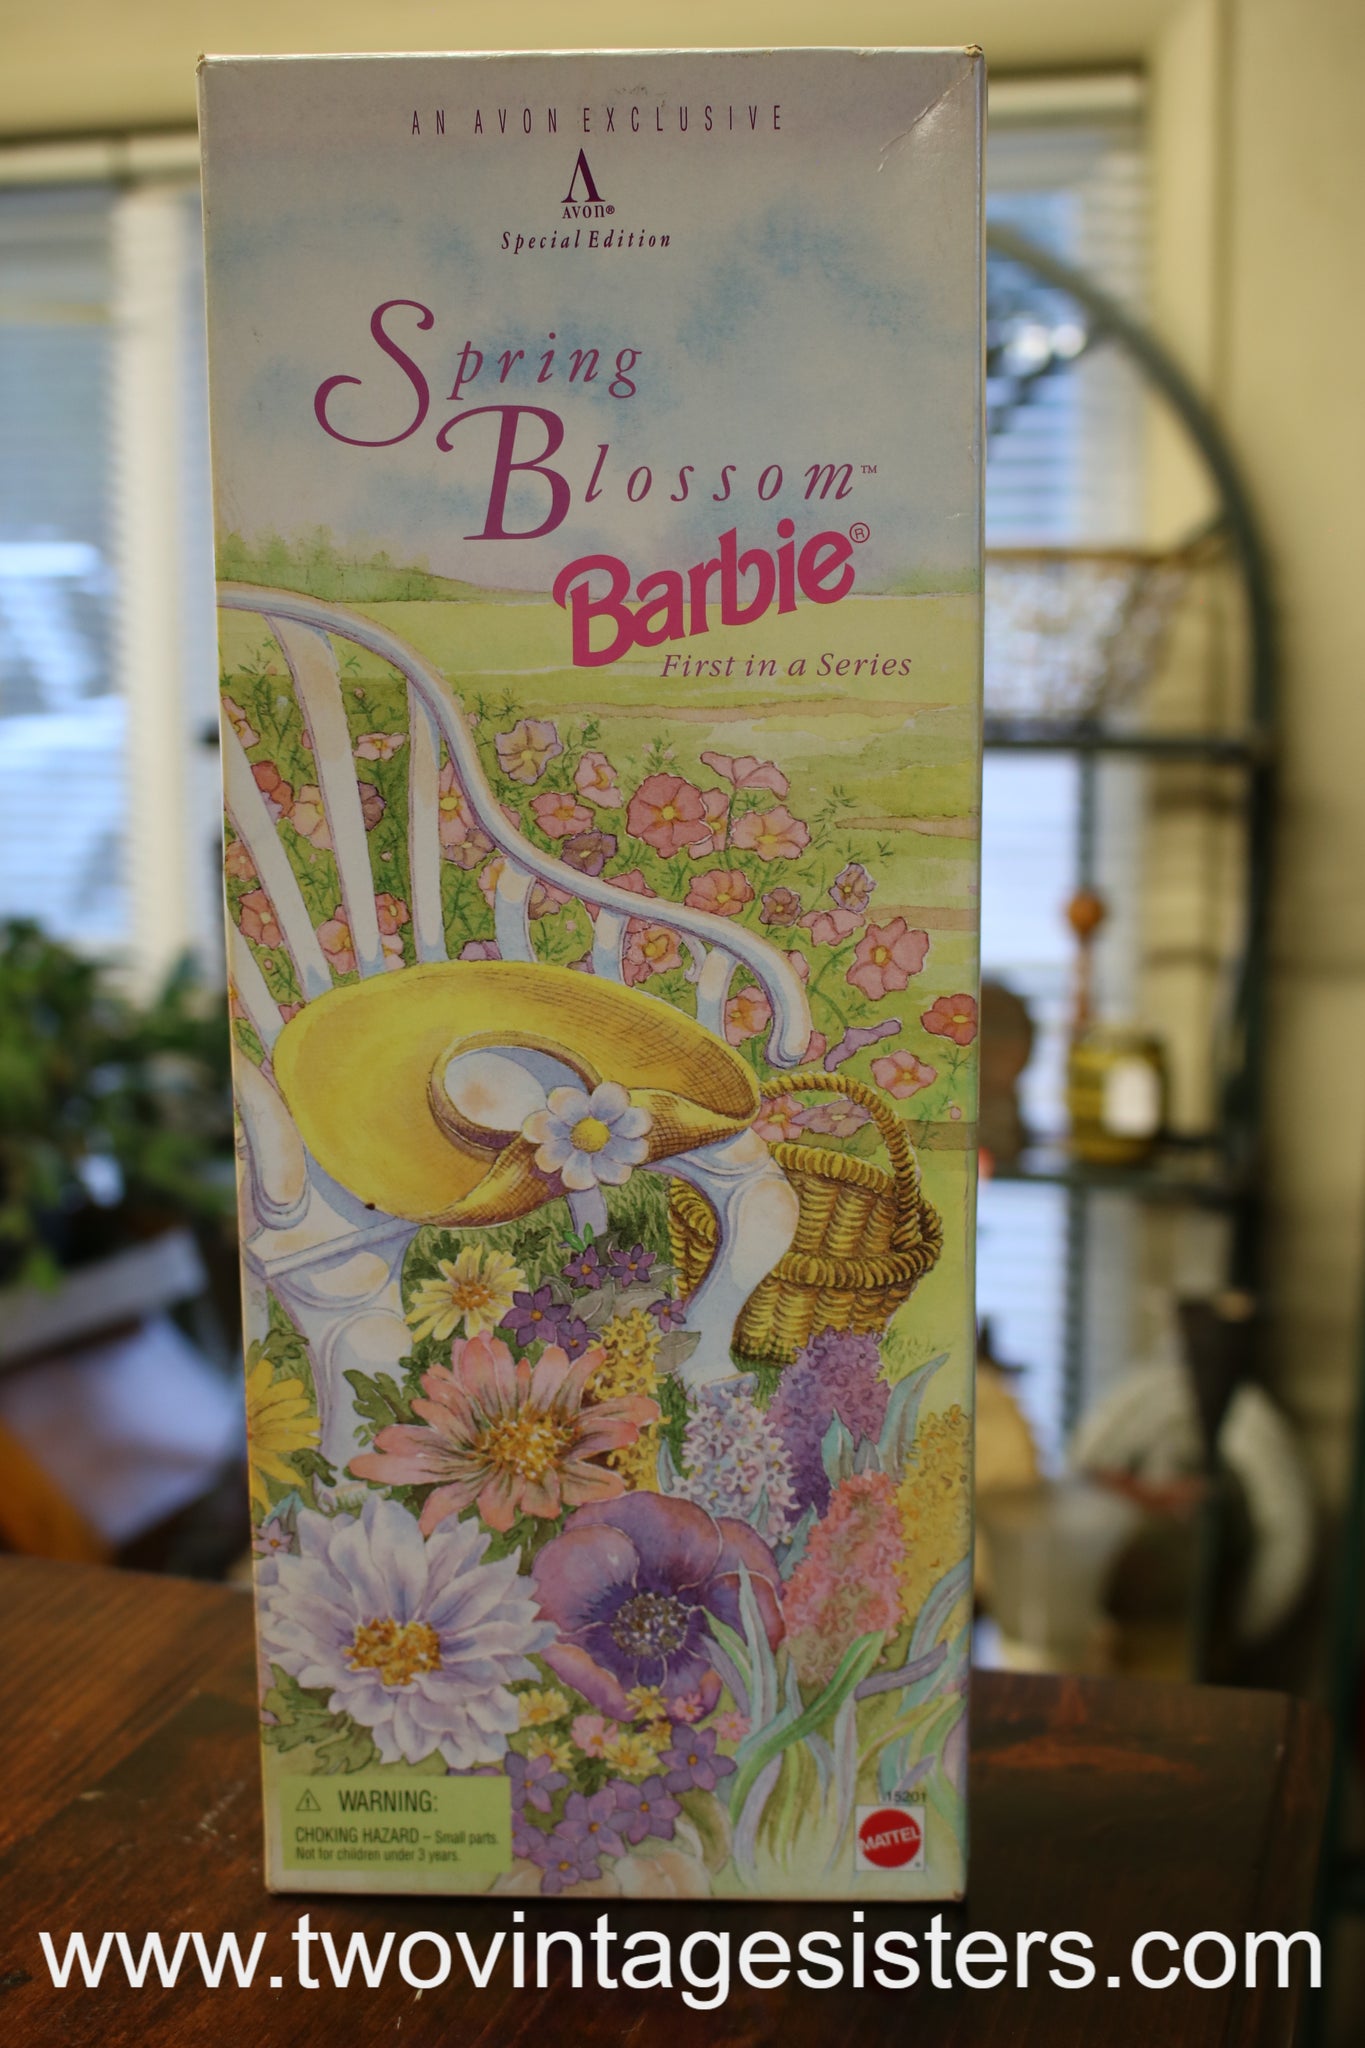 AN AVON EXCLUSIVE
AVON®
Special Edition
Spring
Blossom™
Barbie®
First in a Series
⚠ WARNING:
CHOKING HAZARD – Small parts.
Not for children under 3 years.
15201
MATTEL®
www.twovintagesisters.com